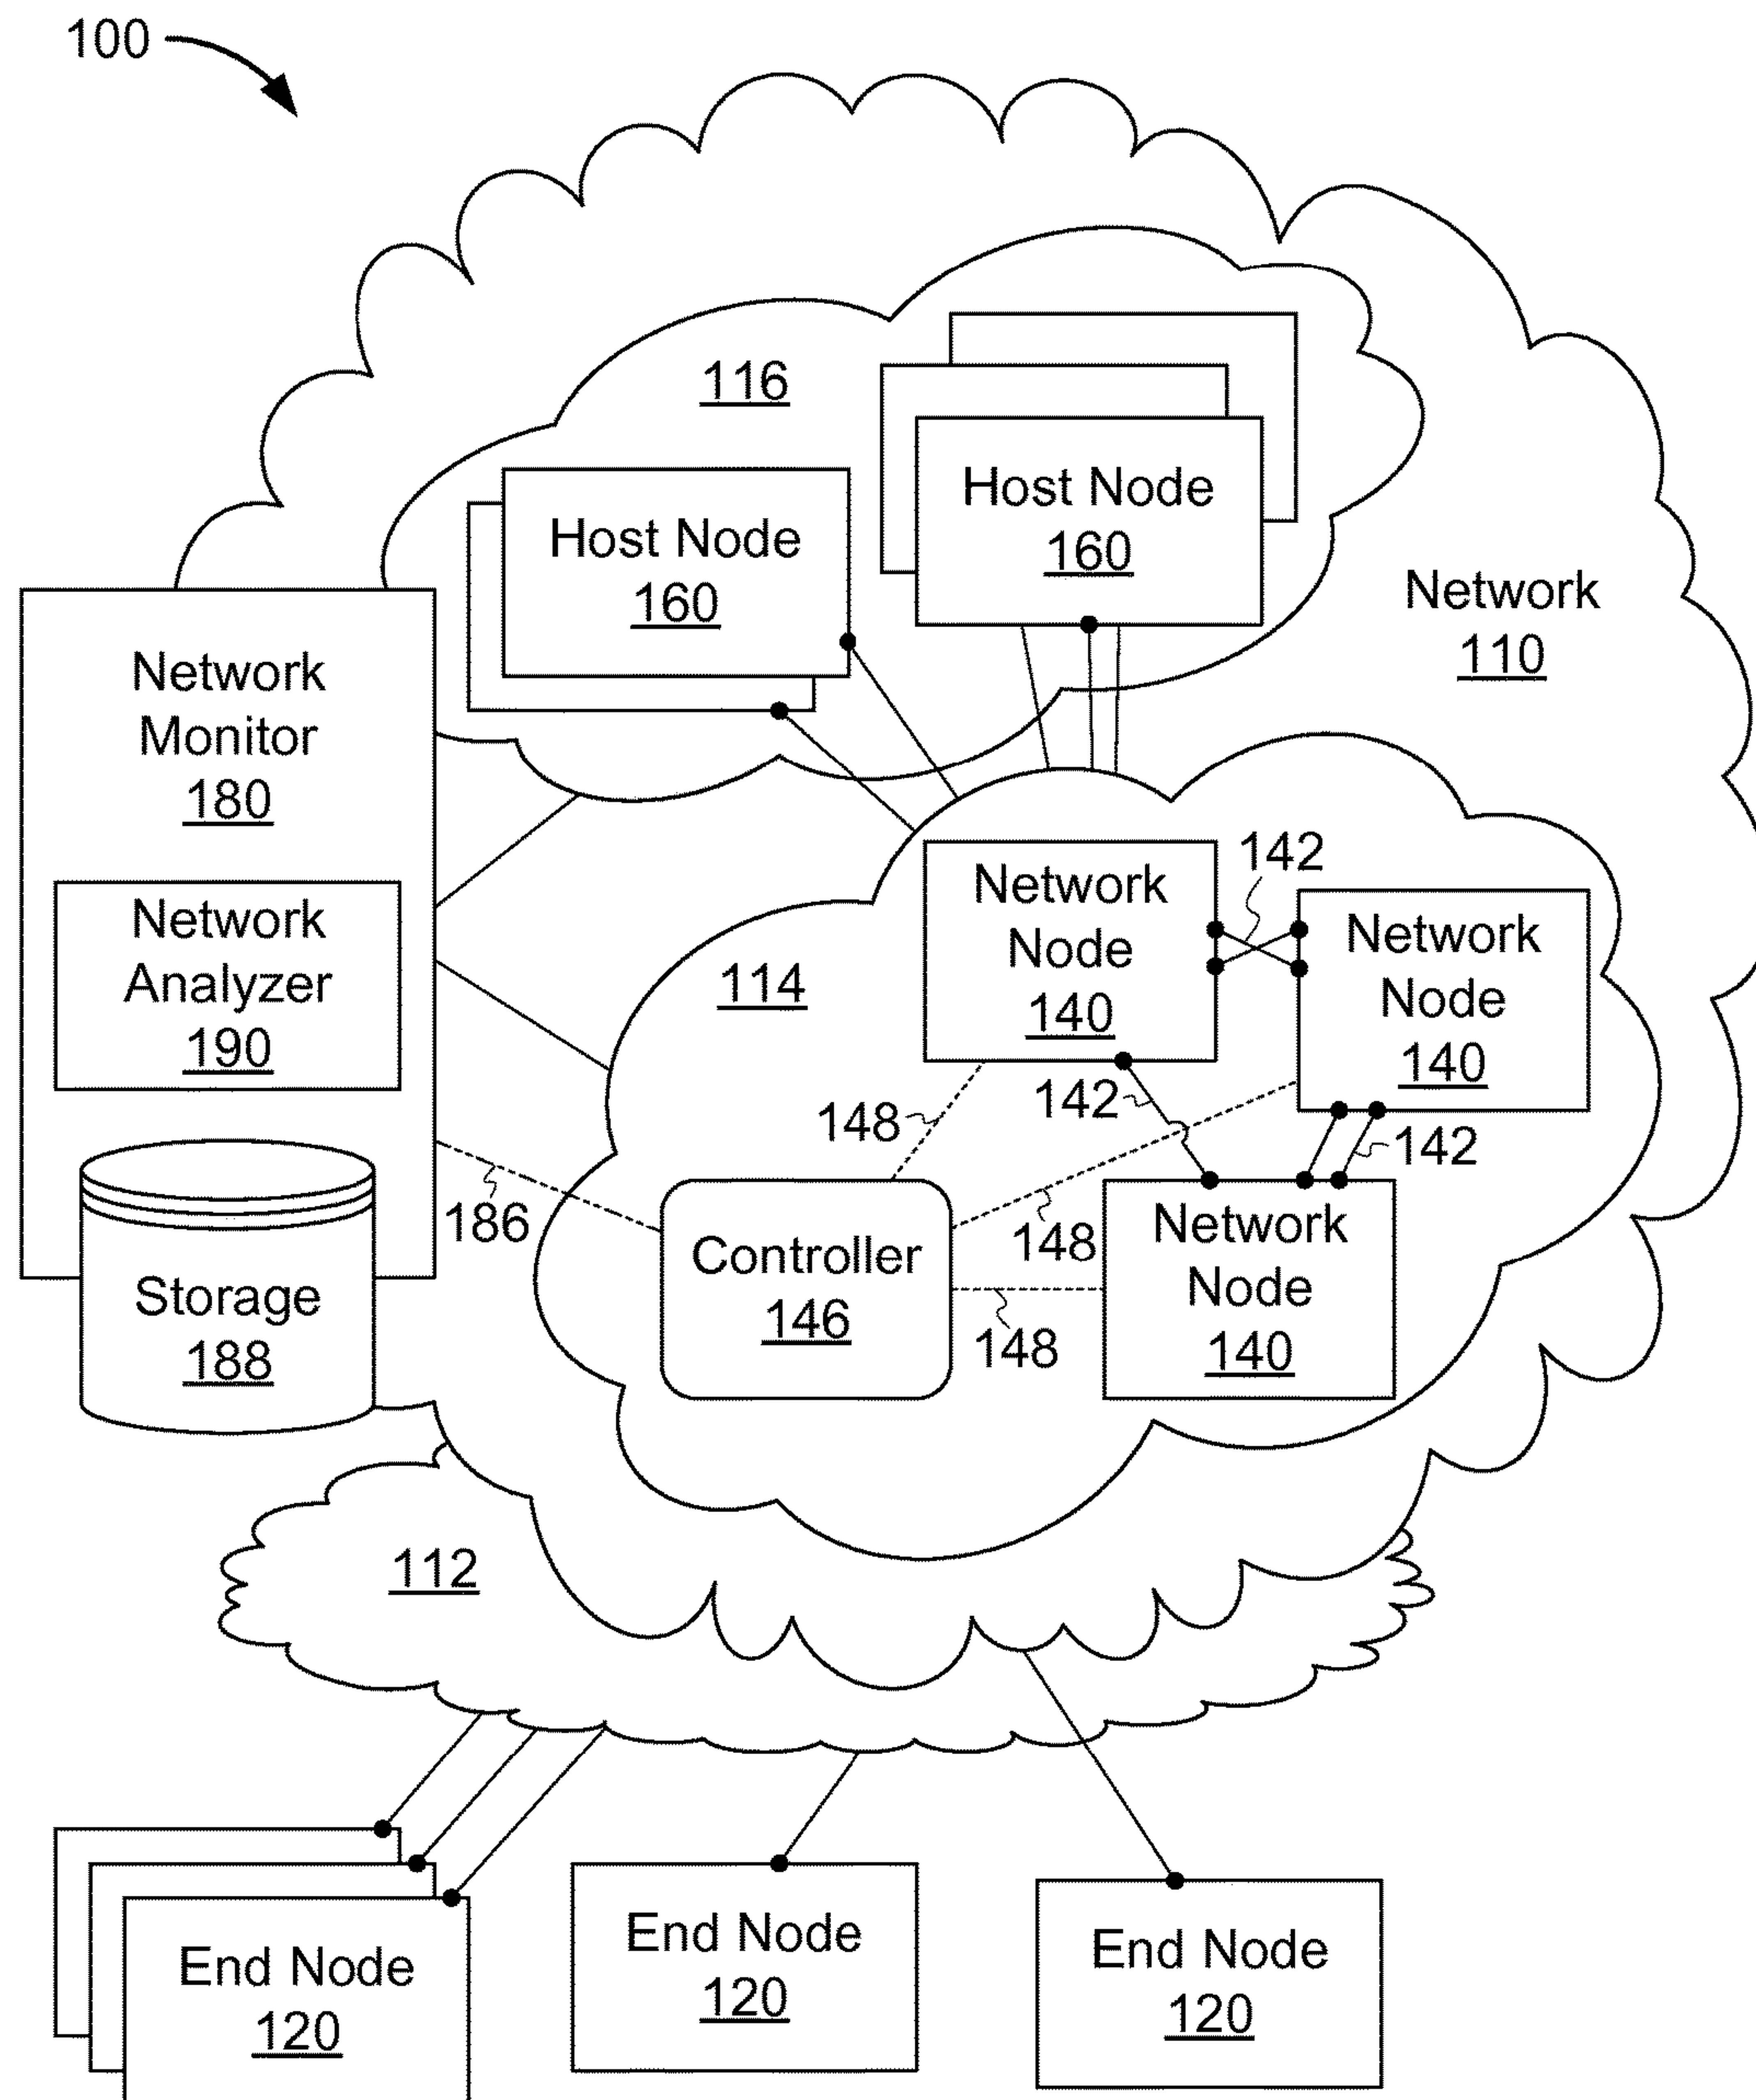 100
116
Host Node
160
Host Node
160
Network
110
Network
Monitor
180
Network
Analyzer
190
Storage
188
186
114
Network
Node
140
142
Network
Node
140
142
142
148
148
148
Controller
146
Network
Node
140
112
End Node
120
End Node
120
End Node
120